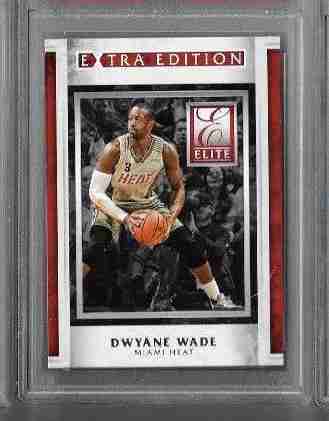 EXTRA EDITION
E
ELITE
3
HEAT
DWYANE WADE
MIAMI HEAT